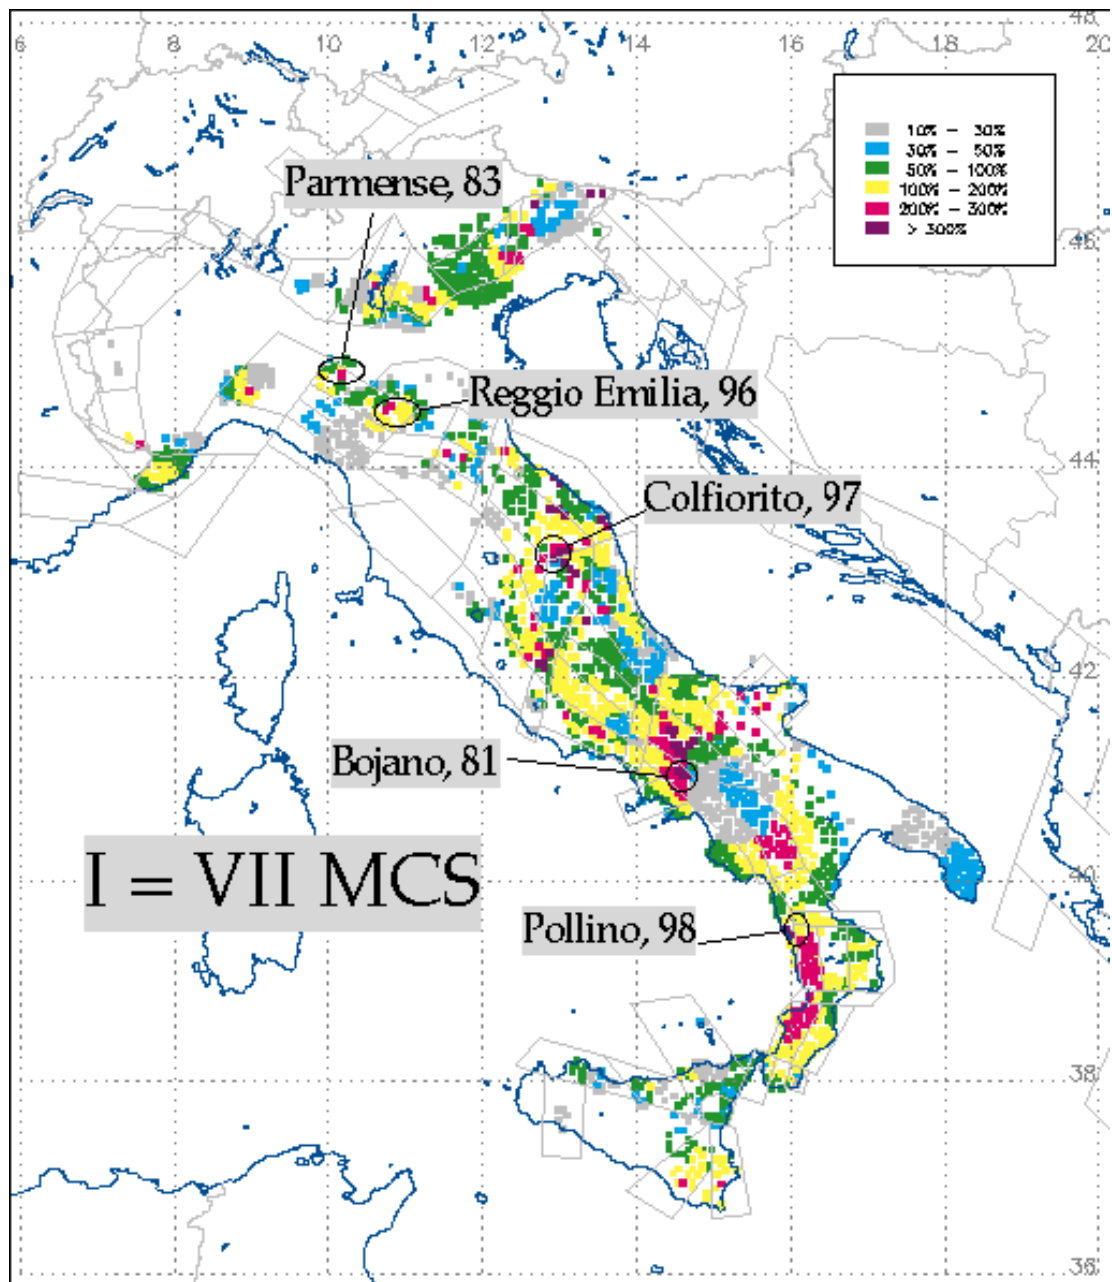 6 8 10 12 14 16 18 20
48
10% – 30%
30% – 50%
50% – 100%
100% – 200%
200% – 300%
> 300%
Parmense, 83
46
Reggio Emilia, 96
44
Colfiorito, 97
42
Bojano, 81
I = VII MCS
40
Pollino, 98
38
36